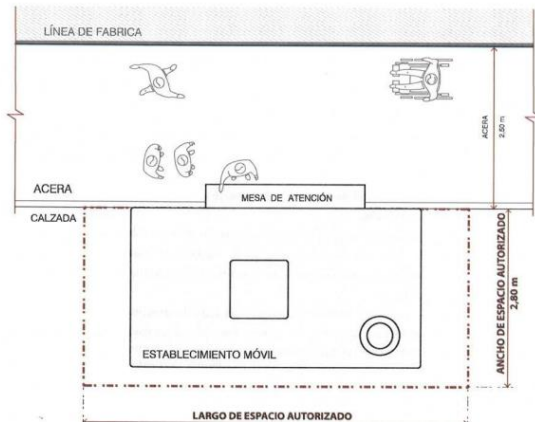 LÍNEA DE FABRICA
ACERA
2,80 m
ACERA
MESA DE ATENCIÓN
CALZADA
ANCHO DE ESPACIO AUTORIZADO
2,80 m
ESTABLECIMIENTO MÓVIL
LARGO DE ESPACIO AUTORIZADO